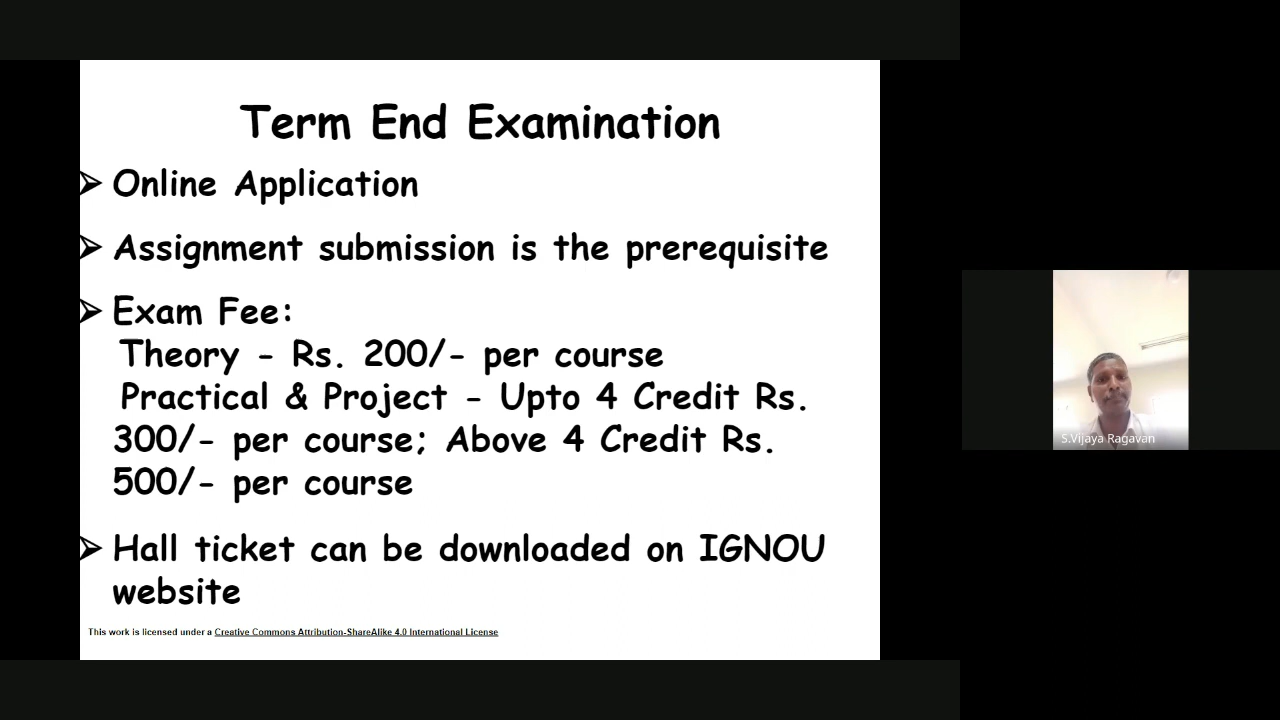 Term End Examination
➢ Online Application
➢ Assignment submission is the prerequisite
➢ Exam Fee:
Theory - Rs. 200/- per course
Practical & Project - Upto 4 Credit Rs.
300/- per course; Above 4 Credit Rs.
500/- per course
➢ Hall ticket can be downloaded on IGNOU
website
This work is licensed under a Creative Commons Attribution-ShareAlike 4.0 International License
S.Vijaya Ragavan